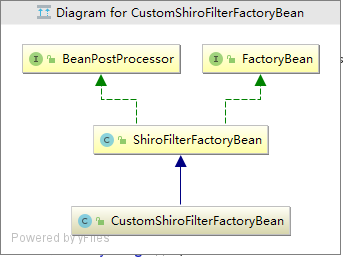 Diagram for CustomShiroFilterFactoryBean
I BeanPostProcessor
I FactoryBean
C ShiroFilterFactoryBean
C CustomShiroFilterFactoryBean
Powered by yFiles